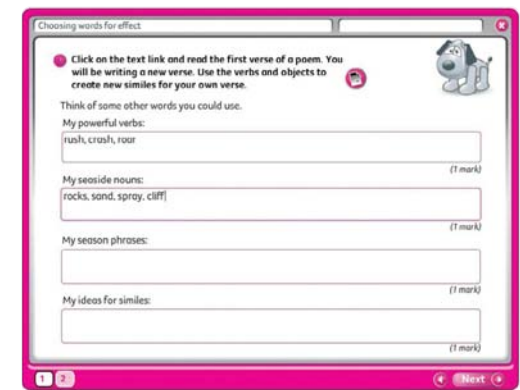 Choosing words for effect
Click on the text link and read the first verse of a poem. You
will be writing a new verse. Use the verbs and objects to
create new similes for your own verse.
Think of some other words you could use.
My powerful verbs:
rush, crash, roar
(1 mark)
My seaside nouns:
rocks, sand, spray, cliff
(1 mark)
My season phrases:
(1 mark)
My ideas for similes:
(1 mark)
1 2
Next